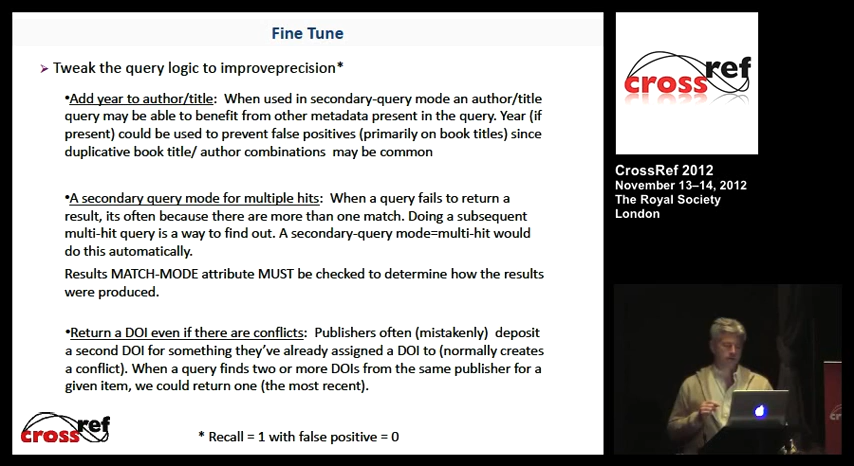 Fine Tune
➢ Tweak the query logic to improveprecision*
•Add year to author/title: When used in secondary-query mode an author/title
query may be able to benefit from other metadata present in the query. Year (if
present) could be used to prevent false positives (primarily on book titles) since
duplicative book title/ author combinations may be common
•A secondary query mode for multiple hits: When a query fails to return a
result, its often because there are more than one match. Doing a subsequent
multi-hit query is a way to find out. A secondary-query mode=multi-hit would
do this automatically.
Results MATCH-MODE attribute MUST be checked to determine how the results
were produced.
•Return a DOI even if there are conflicts: Publishers often (mistakenly) deposit
a second DOI for something they've already assigned a DOI to (normally creates
a conflict). When a query finds two or more DOIs from the same publisher for a
given item, we could return one (the most recent).
crossref
* Recall = 1 with false positive = 0
crossref
CrossRef 2012
November 13–14, 2012
The Royal Society
London